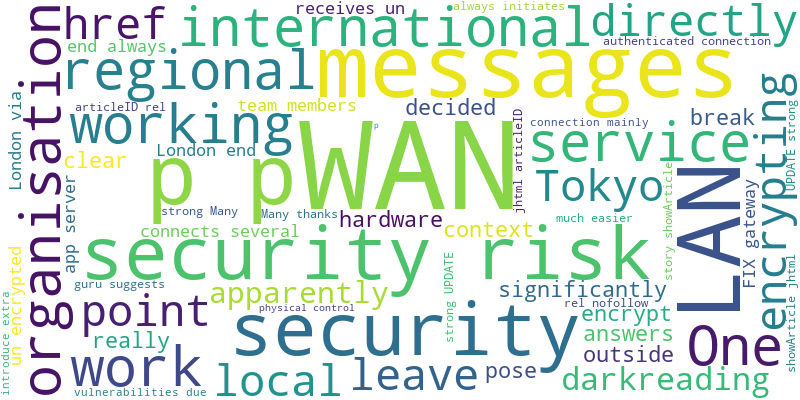 receives un
always initiates
href
international
directly
end always
authenticated connection
regional
messages
organisation
articleID rel
team members
decided
working
connection mainly
break
London via
clear
London end
p pWAN
p
service
jhtml articleID
Tokyo
LAN
encrypting
UPDATE strong
strong Many
Many thanks
hardware
much easier
app server
connects several
context
security risk
story showArticle
FIX gateway
guru suggests
un encrypted
point
apparently
significantly
rel nofollow
strong UPDATE
physical control
encrypt
really
security
answers
One
outside
introduce extra
work
local
leave
pose
darkreading
vulnerabilities due
showArticle jhtml